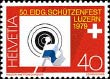 50. EIDG. SCHÜTZENFEST
LUZERN
1979
HELVETIA
40